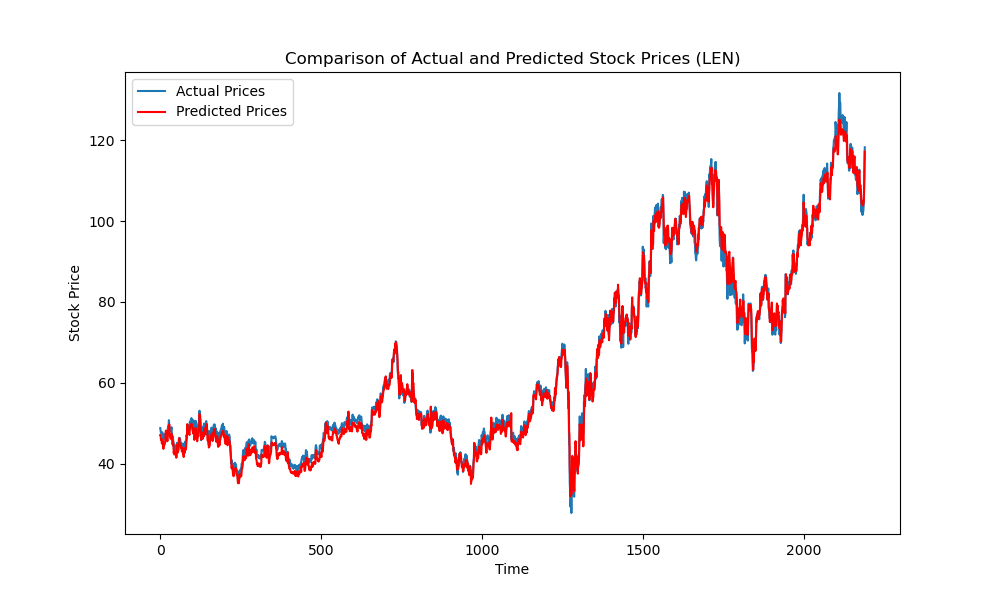 Comparison of Actual and Predicted Stock Prices (LEN)
Actual Prices
Predicted Prices
120
100
80
60
40
Stock Price
0 500 1000 1500 2000
Time